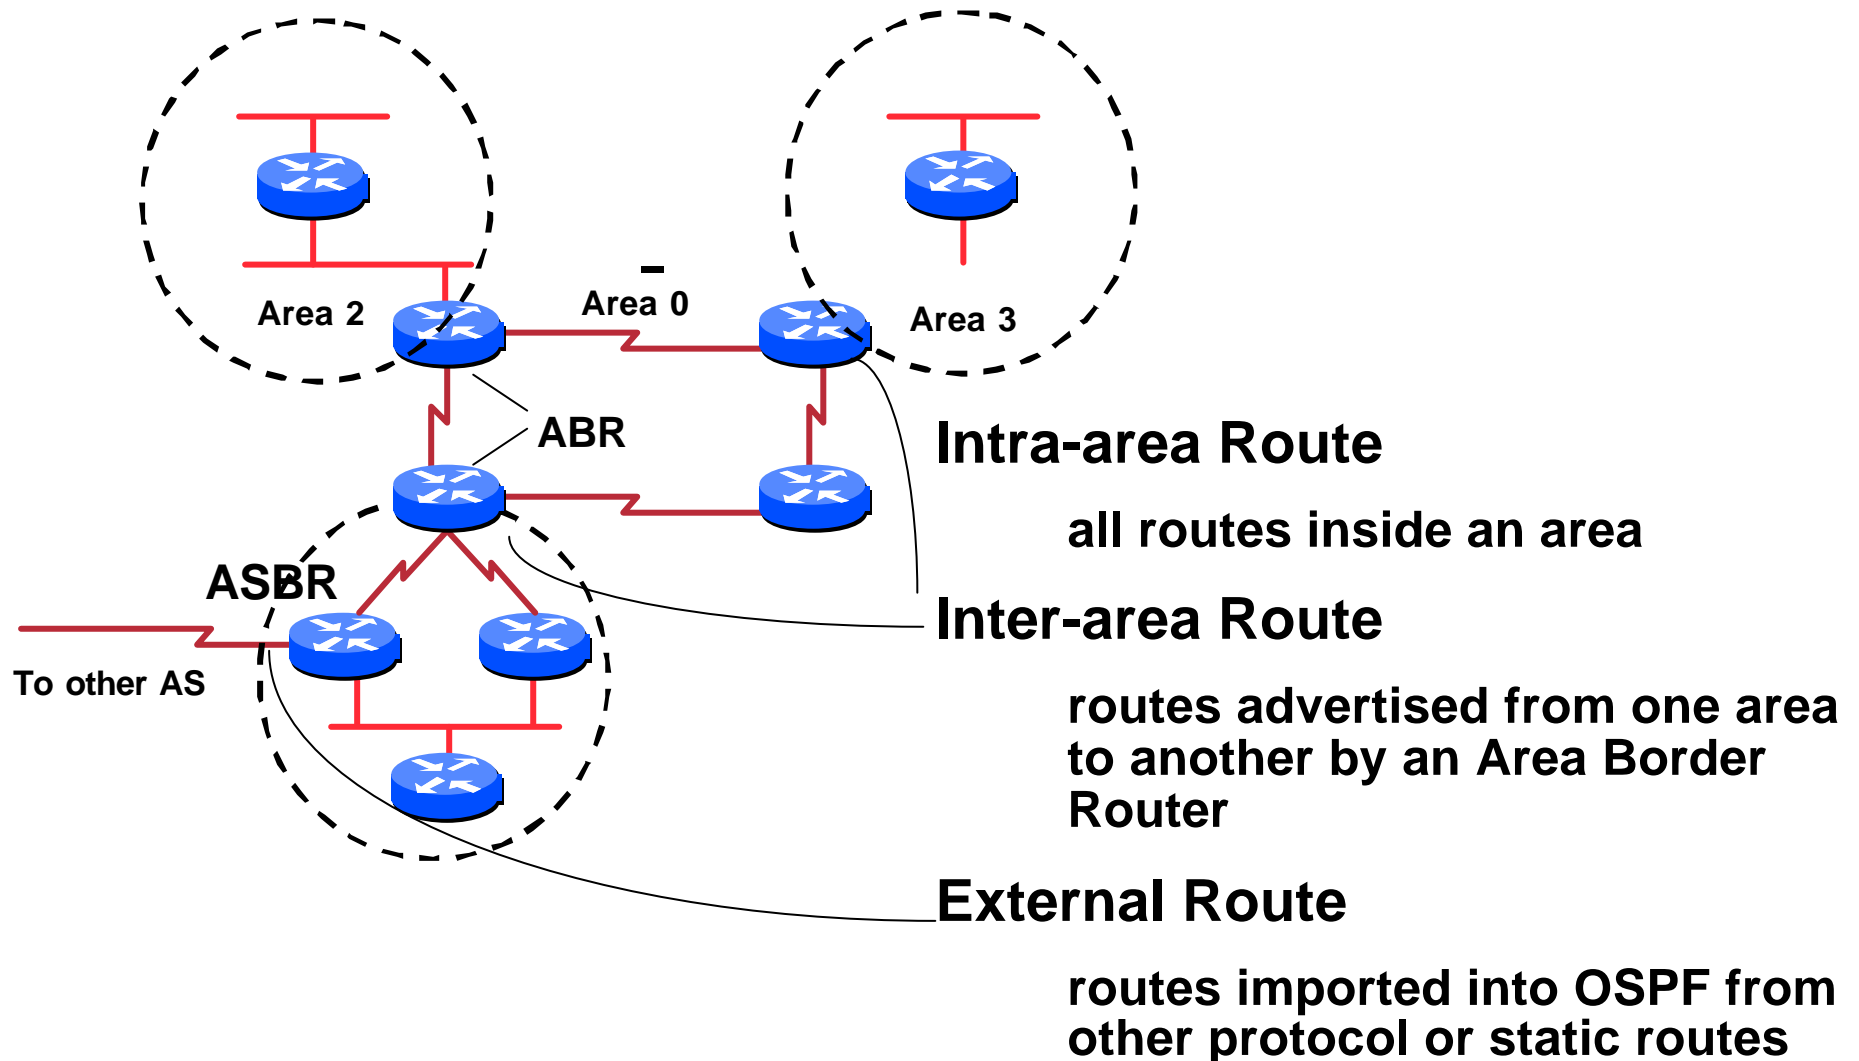 Area 2
Area 0
Area 3
ABR
ASBR
To other AS
Intra-area Route
all routes inside an area
Inter-area Route
routes advertised from one area
to another by an Area Border
Router
External Route
routes imported into OSPF from
other protocol or static routes